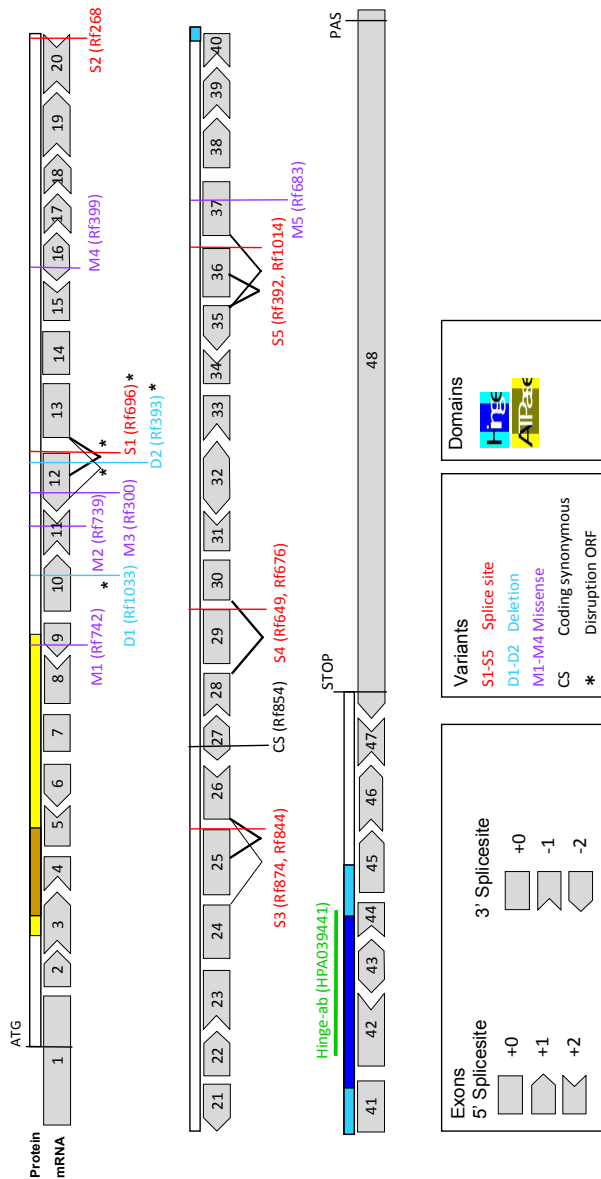 Protein
mRNA
ATG
1 2 3 4 5 6 7 8 9 10 11 12 13 14 15 16 17 18 19 20
M1 (Rf742)
D1 (Rf1033)
*
M2 (Rf739)
M3 (Rf300)
*
*
S1 (Rf696) *
D2 (Rf393) *
M4 (Rf399)
S2 (Rf268
21 22 23 24 25 26 27 28 29 30 31 32 33 34 35 36 37 38 39 40
S3 (Rf874, Rf844)
CS (Rf854)
S4 (Rf649, Rf676)
S5 (Rf392, Rf1014)
M5 (Rf683)
Hinge-ab (HPA039441)
STOP
PAS
41 42 43 44 45 46 47 48
Exons
5' Splicesite
3' Splicesite
+0
+0
+1
-1
+2
-2
Variants
S1-S5 Splice site
D1-D2 Deletion
M1-M4 Missense
CS Coding synonymous
* Disruption ORF
Domains
Hinge
ATPase